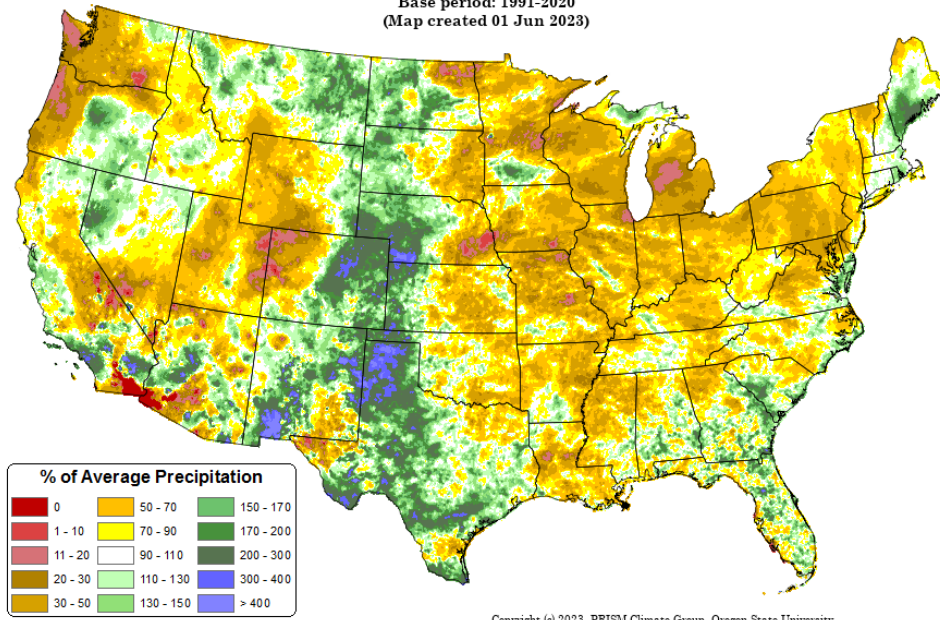 Base period: 1991-2020
(Map created 01 Jun 2023)
% of Average Precipitation
0 50 - 70 150 - 170
1 - 10 70 - 90 170 - 200
11 - 20 90 - 110 200 - 300
20 - 30 110 - 130 300 - 400
30 - 50 130 - 150 > 400
Copyright (c) 2023, PRISM Climate Group, Oregon State University